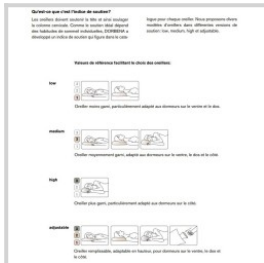 Qu'est-ce que c'est l'indice de soutien?
Les oreillers doivent soutenir la tête et ainsi soulager
la colonne cervicale. Comme le soutien idéal dépend
des habitudes de sommeil individuelles, DORBENA a
développé un indice de soutien qui figure dans le cata-
logue pour chaque oreiller. Nous proposons divers
modèles d'oreillers dans différentes versions de
soutien: low, medium, high et adjustable.
Valeurs de référence facilitant le choix des oreillers:
low
Oreiller moins garni, particulièrement adapté aux dormeurs sur le ventre et le dos.
medium
Oreiller moyennement garni, adapté aux dormeurs sur le ventre, le dos et le côté.
high
Oreiller plus garni, particulièrement adapté aux dormeurs sur le côté.
adjustable
Oreiller remplissable, adaptable en hauteur, pour dormeurs sur le ventre, le dos et
le côté.